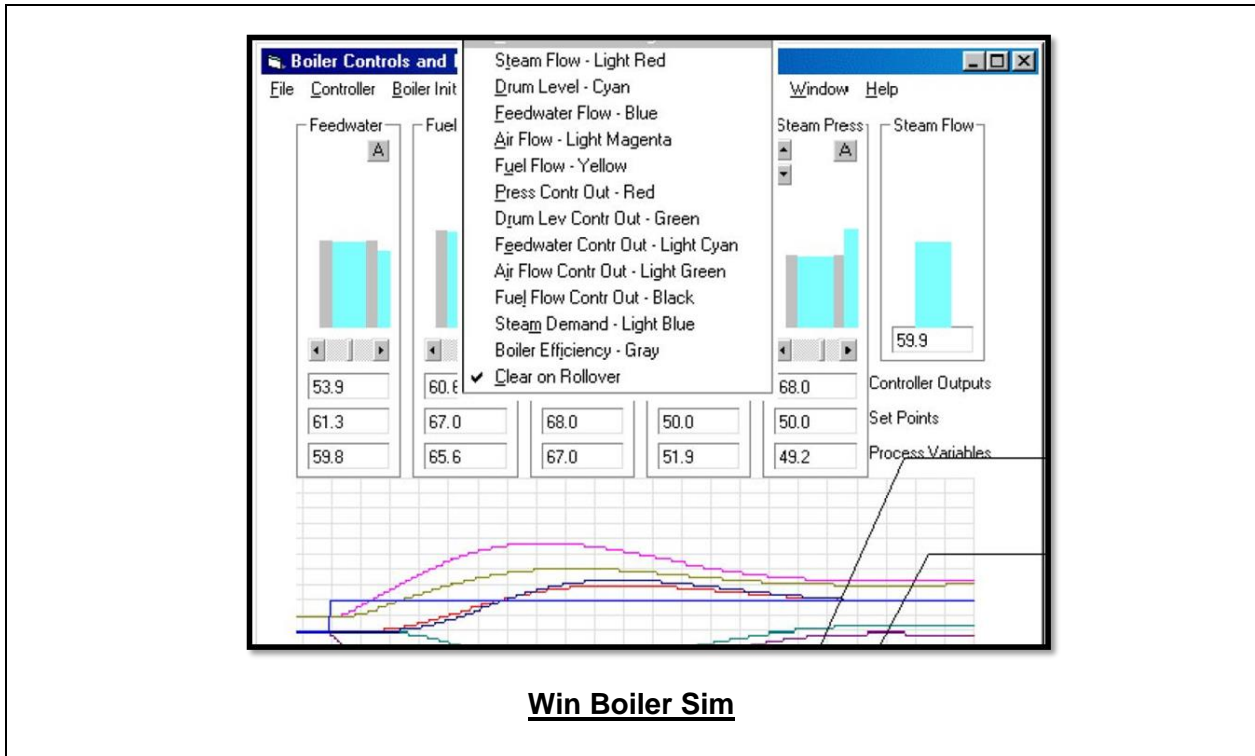 Boiler Controls and
File Controller Boiler Init
Window Help
Steam Flow - Light Red
Drum Level - Cyan
Feedwater Flow - Blue
Air Flow - Light Magenta
Fuel Flow - Yellow
Press Contr Out - Red
Drum Lev Contr Out - Green
Feedwater Contr Out - Light Cyan
Air Flow Contr Out - Light Green
Fuel Flow Contr Out - Black
Steam Demand - Light Blue
Boiler Efficiency - Gray
Clear on Rollover
Feedwater Fuel Steam Press Steam Flow
A A
59.9
53.9 60.6 68.0 Controller Outputs
61.3 67.0 68.0 50.0 50.0 Set Points
59.8 65.6 67.0 51.9 49.2 Process Variables
Win Boiler Sim